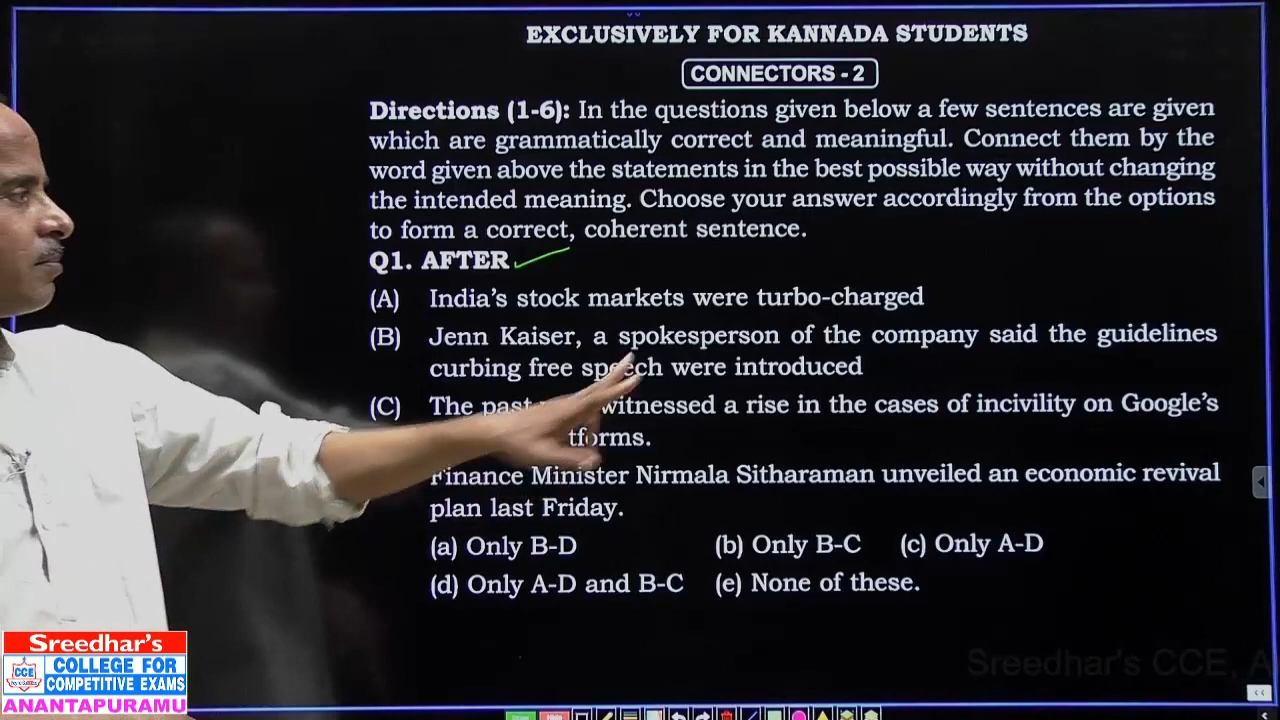 EXCLUSIVELY FOR KANNADA STUDENTS
CONNECTORS - 2
Directions (1-6): In the questions given below a few sentences are given
which are grammatically correct and meaningful. Connect them by the
word given above the statements in the best possible way without changing
the intended meaning. Choose your answer accordingly from the options
to form a correct, coherent sentence.
Q1. AFTER
(A) India's stock markets were turbo-charged
(B) Jenn Kaiser, a spokesperson of the company said the guidelines
curbing free speech were introduced
(C) The past witnessed a rise in the cases of incivility on Google's
tforms.
Finance Minister Nirmala Sitharaman unveiled an economic revival
plan last Friday.
(a) Only B-D (b) Only B-C (c) Only A-D
(d) Only A-D and B-C (e) None of these.
Sreedhar's
CCE
COLLEGE FOR
COMPETITIVE EXAMS
ANANTAPURAMU
Sreedhar's CCE, A